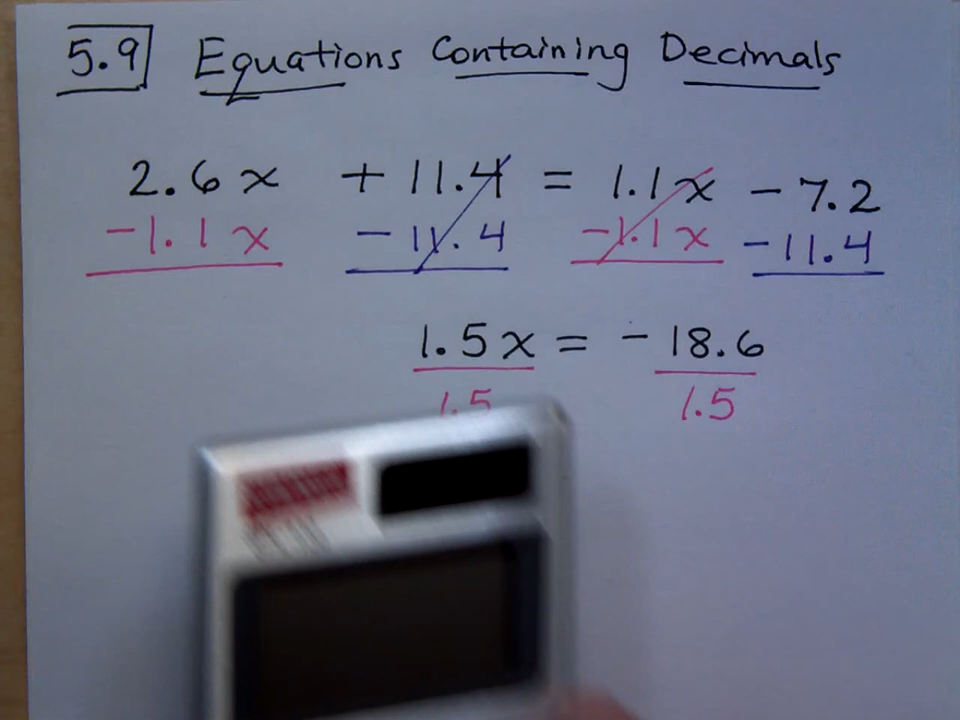 5.9 Equations Containing Decimals
2.6x + 11.4 = 1.1x - 7.2
-1.1x - 11.4 -1.1x -11.4
1.5x = -18.6
1.5 1.5